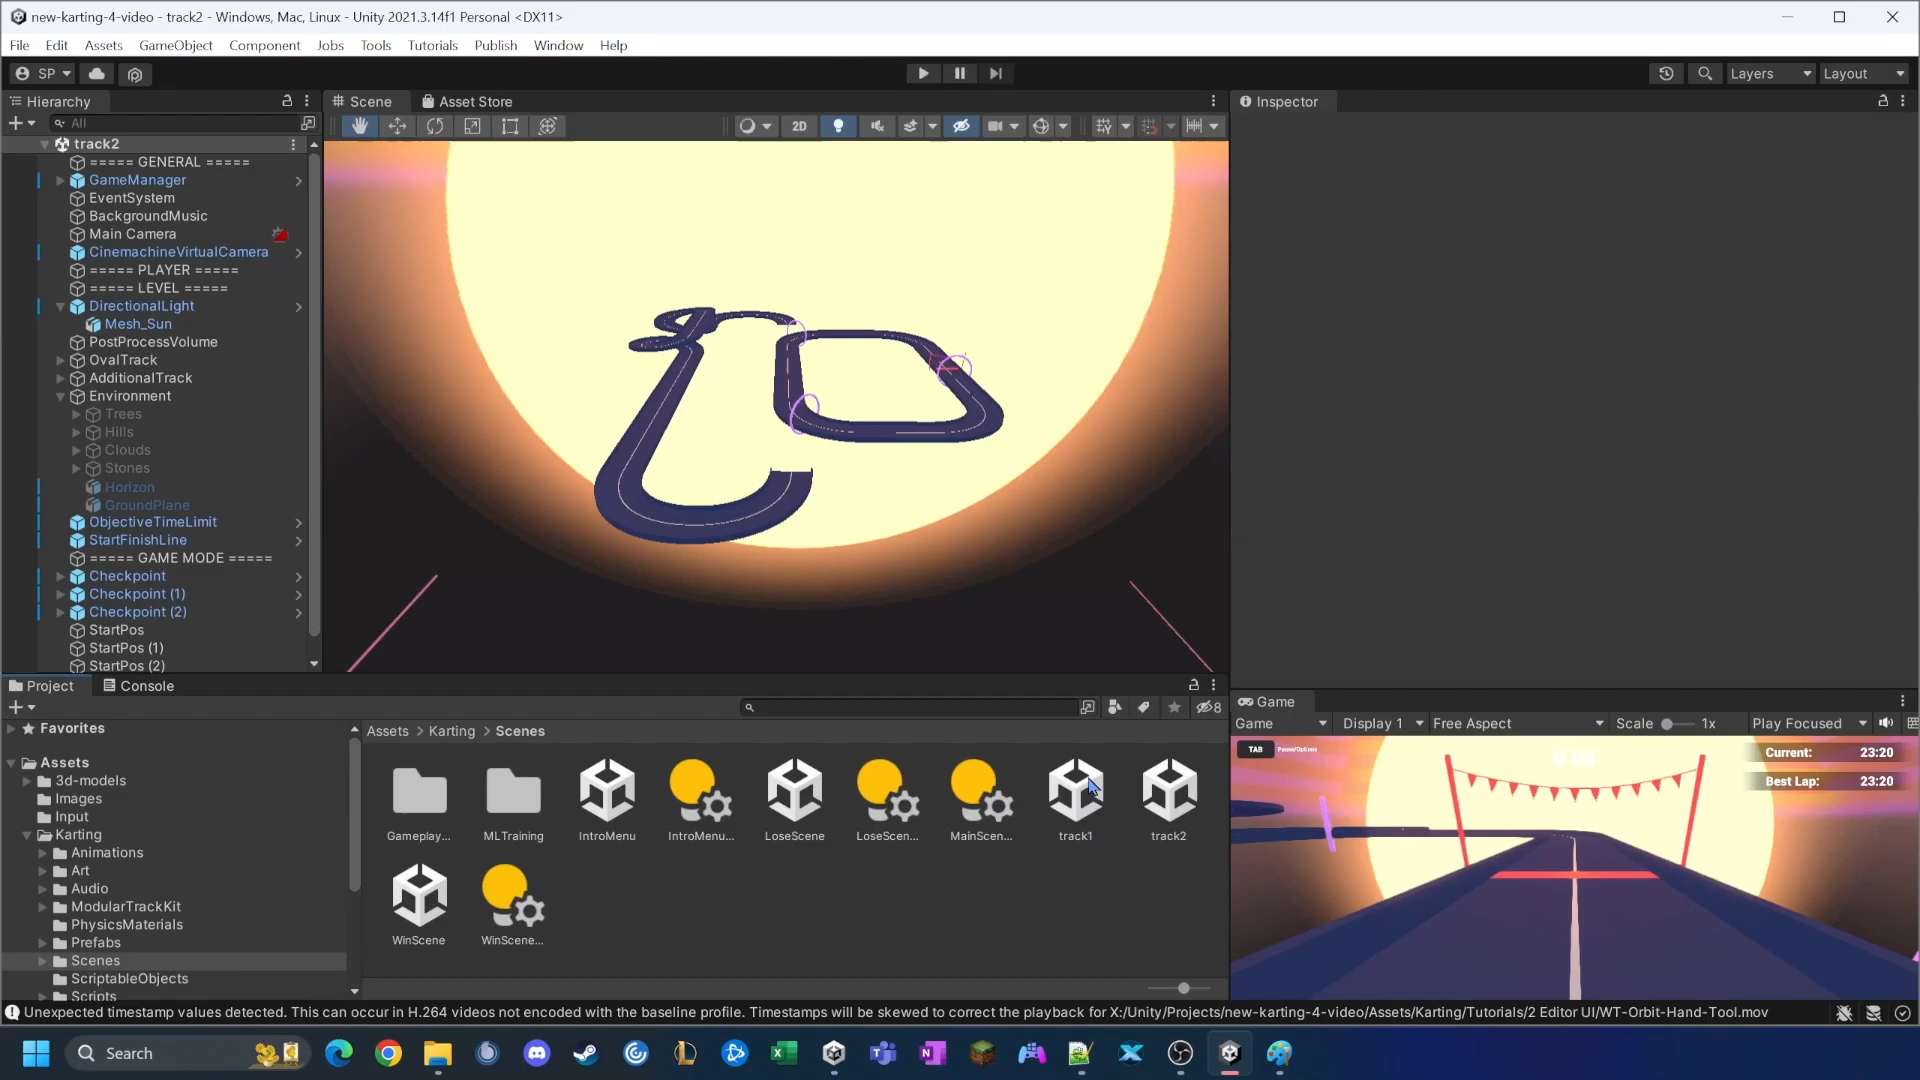 new-karting-4-video - track2 - Windows, Mac, Linux - Unity 2021.3.14f1 Personal <DX11>
File Edit Assets GameObject Component Jobs Tools Tutorials Publish Window Help
SP
Layers
Layout
Hierarchy
Scene
Asset Store
Inspector
All
2D
track2
===== GENERAL =====
GameManager
EventSystem
BackgroundMusic
Main Camera
CinemachineVirtualCamera
===== PLAYER =====
===== LEVEL =====
DirectionalLight
Mesh_Sun
PostProcessVolume
OvalTrack
AdditionalTrack
Environment
Trees
Hills
Clouds
Stones
Horizon
GroundPlane
ObjectiveTimeLimit
StartFinishLine
===== GAME MODE =====
Checkpoint
Checkpoint (1)
Checkpoint (2)
StartPos
StartPos (1)
StartPos (2)
Project
Console
8
Favorites
Assets
3d-models
Images
Input
Karting
Animations
Art
Audio
ModularTrackKit
PhysicsMaterials
Prefabs
Scenes
ScriptableObjects
Scripts
Assets > Karting > Scenes
Gameplay...
MLTraining
IntroMenu
IntroMenu...
LoseScene
LoseScen...
MainScen...
track1
track2
WinScene
WinScene...
Game
Game
Display 1
Free Aspect
Scale
1x
Play Focused
TAB
Pause/Options
Current: 23:20
Best Lap: 23:20
Unexpected timestamp values detected. This can occur in H.264 videos not encoded with the baseline profile. Timestamps will be skewed to correct the playback for X:/Unity/Projects/new-karting-4-video/Assets/Karting/Tutorials/2 Editor UI/WT-Orbit-Hand-Tool.mov
Search